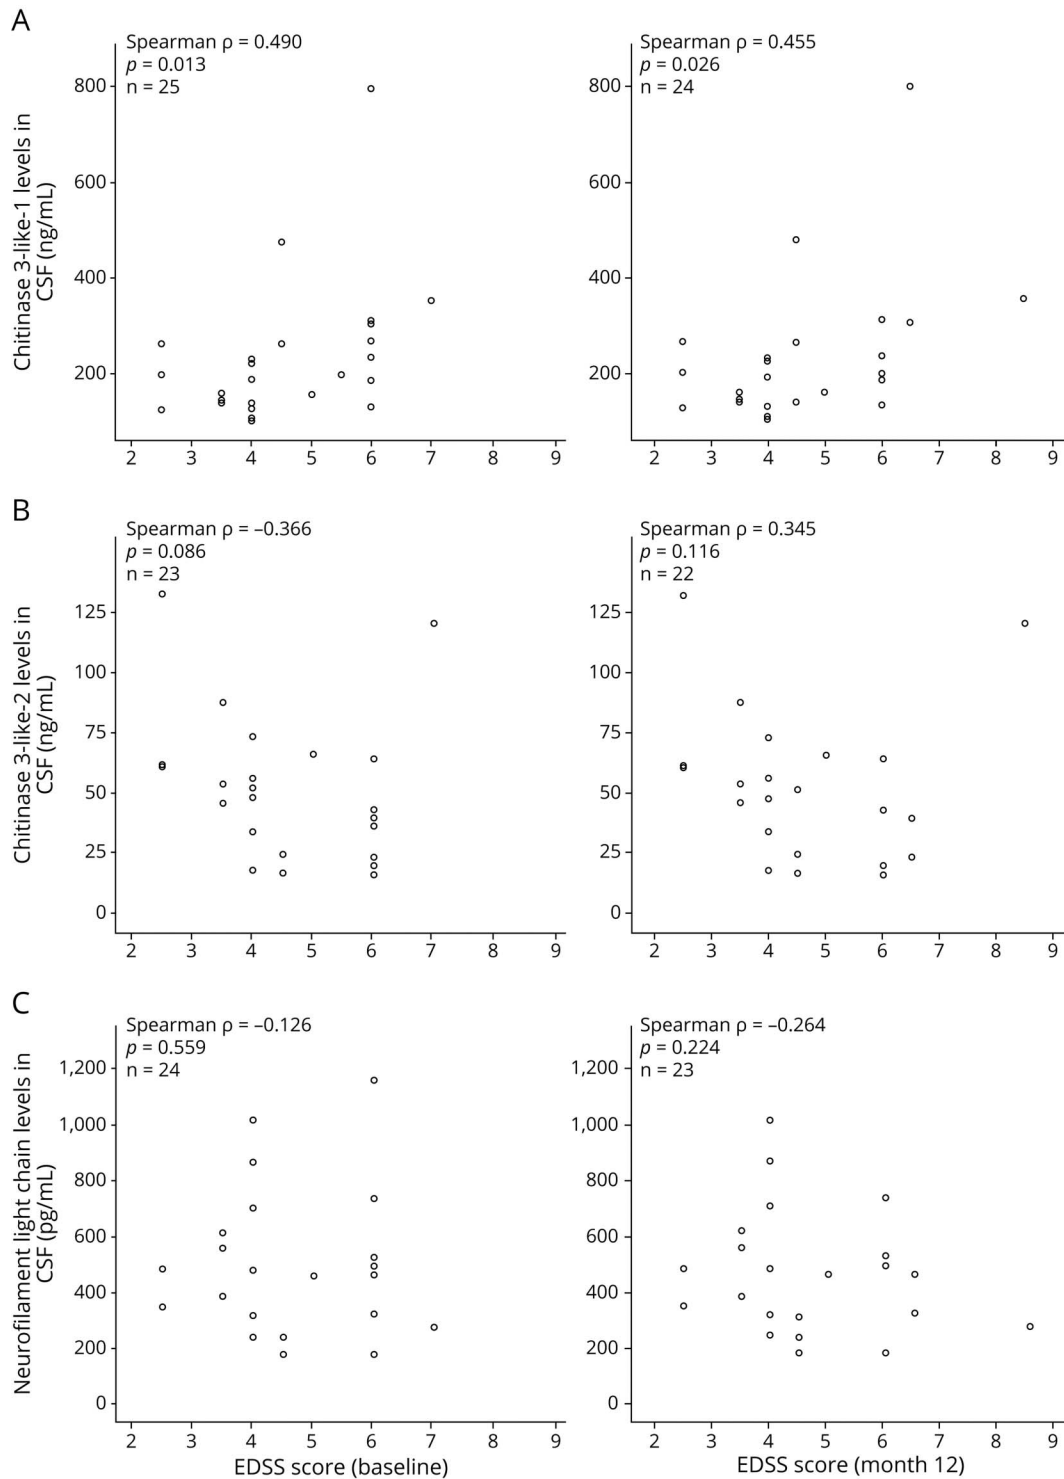 A
Spearman ρ = 0.490
p = 0.013
n = 25
Chitinase 3-like-1 levels in
CSF (ng/mL)
800
600
400
200
2 3 4 5 6 7 8 9
Spearman ρ = 0.455
p = 0.026
n = 24
800
600
400
200
2 3 4 5 6 7 8 9
B
Spearman ρ = –0.366
p = 0.086
n = 23
Chitinase 3-like-2 levels in
CSF (ng/mL)
125
100
75
50
25
0
2 3 4 5 6 7 8 9
Spearman ρ = 0.345
p = 0.116
n = 22
125
100
75
50
25
0
2 3 4 5 6 7 8 9
C
Spearman ρ = –0.126
p = 0.559
n = 24
Neurofilament light chain levels in
CSF (pg/mL)
1,200
1,000
800
600
400
200
0
2 3 4 5 6 7 8 9
EDSS score (baseline)
Spearman ρ = –0.264
p = 0.224
n = 23
1,200
1,000
800
600
400
200
0
2 3 4 5 6 7 8 9
EDSS score (month 12)